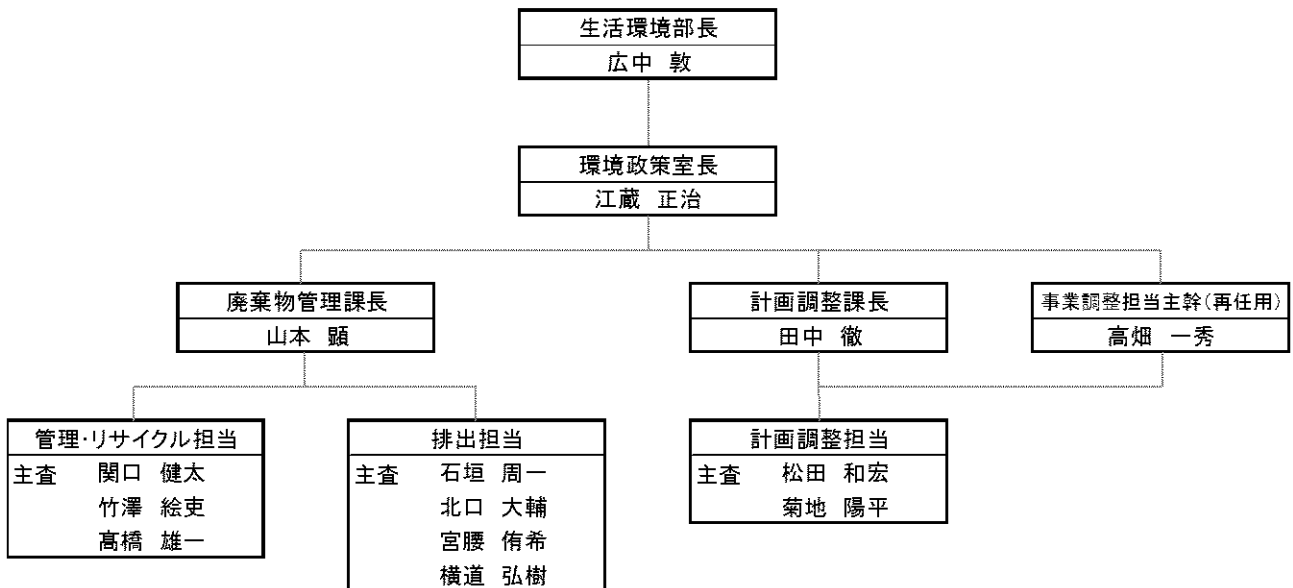 生活環境部長
広中 敦
環境政策室長
江蔵 正治
廃棄物管理課長
山本 顕
計画調整課長
田中 徹
事業調整担当主幹(再任用)
高畑 一秀
管理・リサイクル担当
主査 関口 健太
竹澤 絵吏
髙橋 雄一
排出担当
主査 石垣 周一
北口 大輔
宮腰 侑希
横道 弘樹
計画調整担当
主査 松田 和宏
菊地 陽平